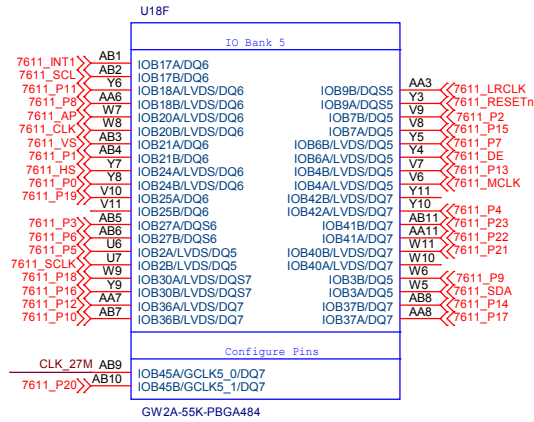 U18F
IO Bank 5
7611_INT1 AB1 IOB17A/DQ6
7611_SCL AB2 IOB17B/DQ6
7611_P11 Y6 IOB18A/LVDS/DQ6
7611_P8 AA6 IOB18B/LVDS/DQ6 IOB9B/DQS5 AA3 7611_LRCLK
7611_AP W7 IOB20A/LVDS/DQ6 IOB9A/DQS5 Y3 7611_RESETn
7611_CLK W8 IOB20B/LVDS/DQ6 IOB7B/DQ5 V9 7611_P2
7611_VS AB3 IOB21A/DQ6 IOB7A/DQ5 V8 7611_P15
7611_P1 AB4 IOB21B/DQ6 IOB6B/LVDS/DQ5 Y5 7611_P7
7611_HS Y7 IOB24A/LVDS/DQ6 IOB6A/LVDS/DQ5 Y4 7611_DE
7611_P0 Y8 IOB24B/LVDS/DQ6 IOB4B/LVDS/DQ5 V7 7611_P13
7611_P19 V10 IOB25A/DQ6 IOB4A/LVDS/DQ5 V6 7611_MCLK
V11 IOB25B/DQ6 IOB42B/LVDS/DQ7 Y11
7611_P3 AB5 IOB27A/DQS6 IOB42A/LVDS/DQ7 Y10 7611_P4
7611_P6 AB6 IOB27B/DQS6 IOB41B/DQ7 AB11 7611_P23
7611_P5 U6 IOB2A/LVDS/DQ5 IOB41A/DQ7 AA11 7611_P22
7611_SCLK U7 IOB2B/LVDS/DQ5 IOB40B/LVDS/DQ7 W11 7611_P21
7611_P18 W9 IOB30A/LVDS/DQS7 IOB40A/LVDS/DQ7 W10
7611_P16 Y9 IOB30B/LVDS/DQS7 IOB3B/DQ5 W6 7611_P9
7611_P12 AA7 IOB36A/LVDS/DQ7 IOB3A/DQ5 W5 7611_SDA
7611_P10 AB7 IOB36B/LVDS/DQ7 IOB37B/DQ7 AB8 7611_P14
IOB37A/DQ7 AA8 7611_P17
Configure Pins
CLK_27M AB9 IOB45A/GCLK5_0/DQ7
7611_P20 AB10 IOB45B/GCLK5_1/DQ7
GW2A-55K-PBGA484